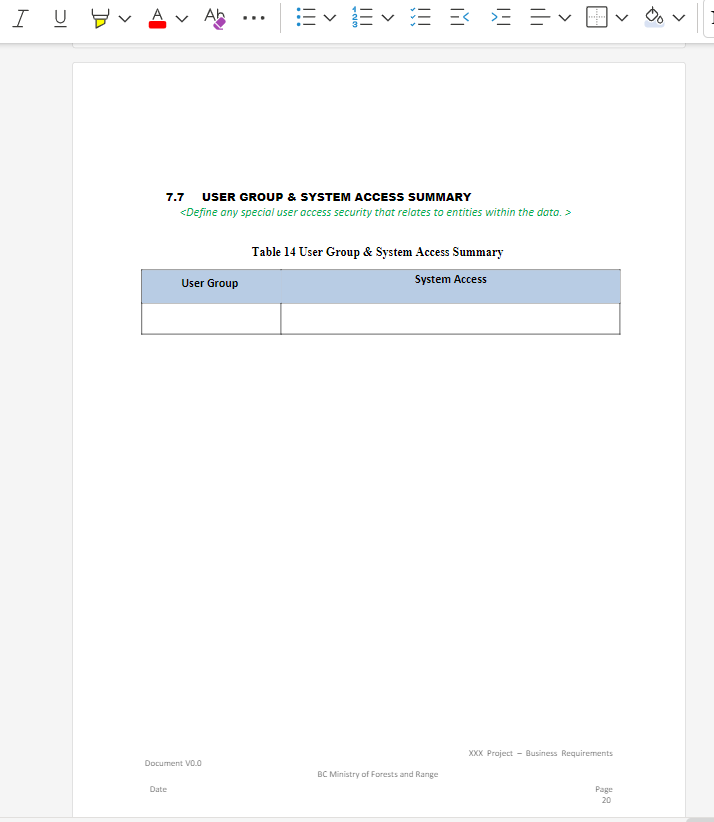 7.7 USER GROUP & SYSTEM ACCESS SUMMARY
<Define any special user access security that relates to entities within the data. >
Table 14 User Group & System Access Summary
User Group
System Access
XXX Project – Business Requirements
Document V0.0
BC Ministry of Forests and Range
Date
Page
20